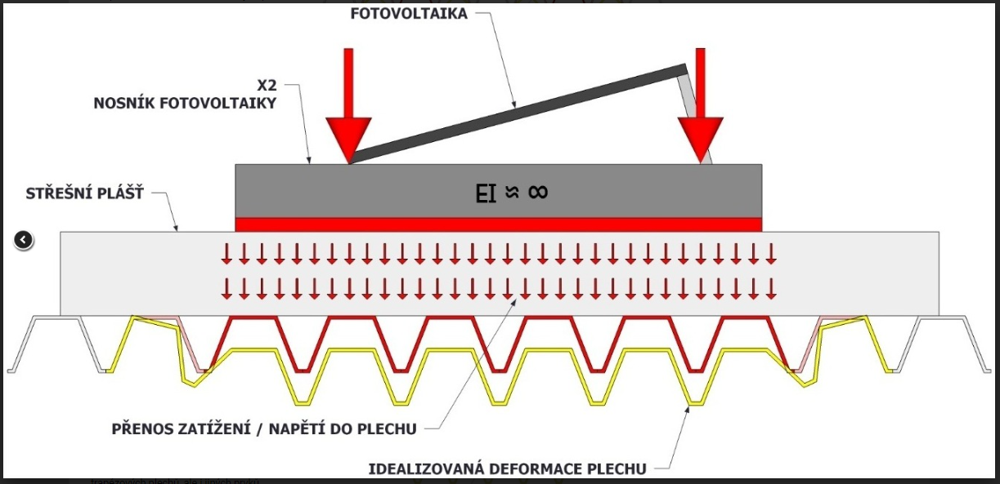 FOTOVOLTAIKA
X2
NOSNÍK FOTOVOLTAIKY
EI ≈ ∞
STŘEŠNÍ PLÁŠŤ
PŘENOS ZATÍŽENÍ / NAPĚTÍ DO PLECHU
IDEALIZOVANÁ DEFORMACE PLECHU